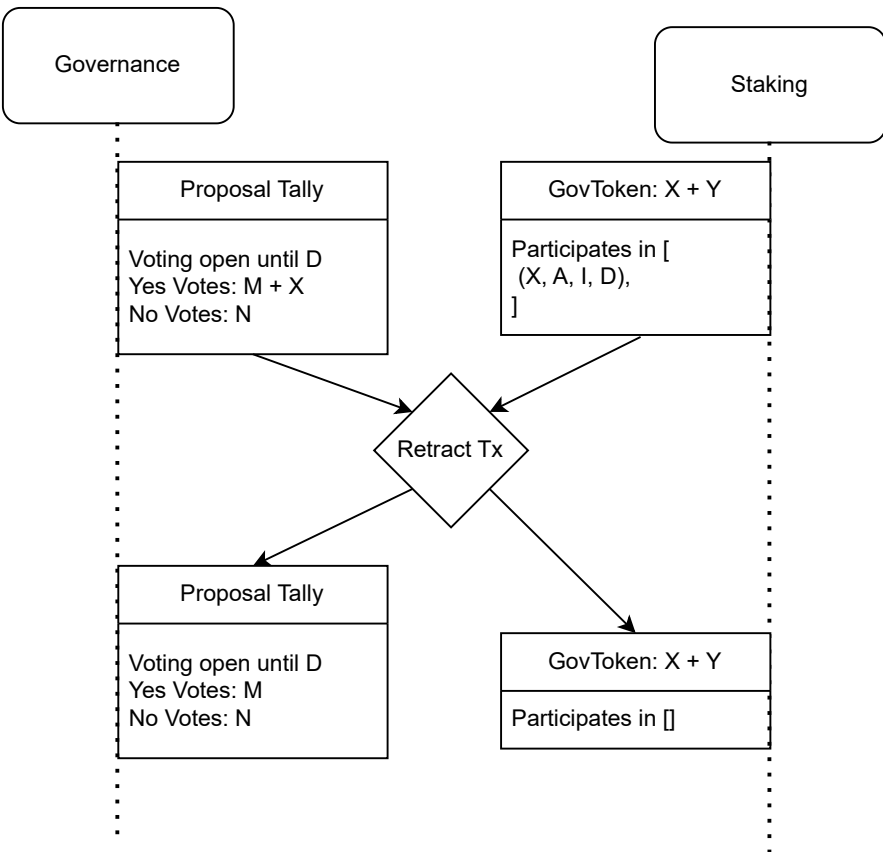 Governance
Staking
Proposal Tally
Voting open until D
Yes Votes: M + X
No Votes: N
GovToken: X + Y
Participates in [
(X, A, I, D),
]
Retract Tx
Proposal Tally
Voting open until D
Yes Votes: M
No Votes: N
GovToken: X + Y
Participates in []